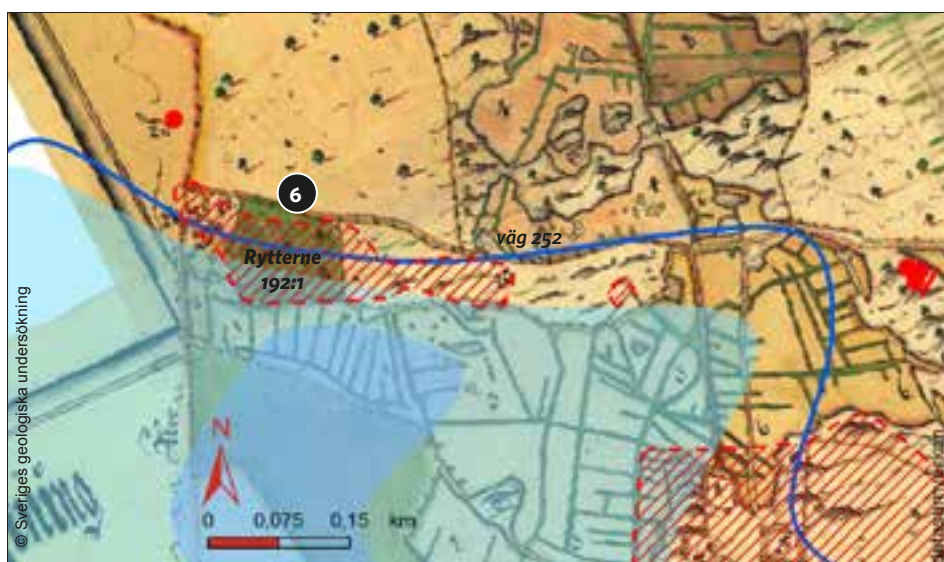 6
väg 252
Rytterne
192:1
N
0 0,075 0,15 km
© Sveriges geologiska undersökning